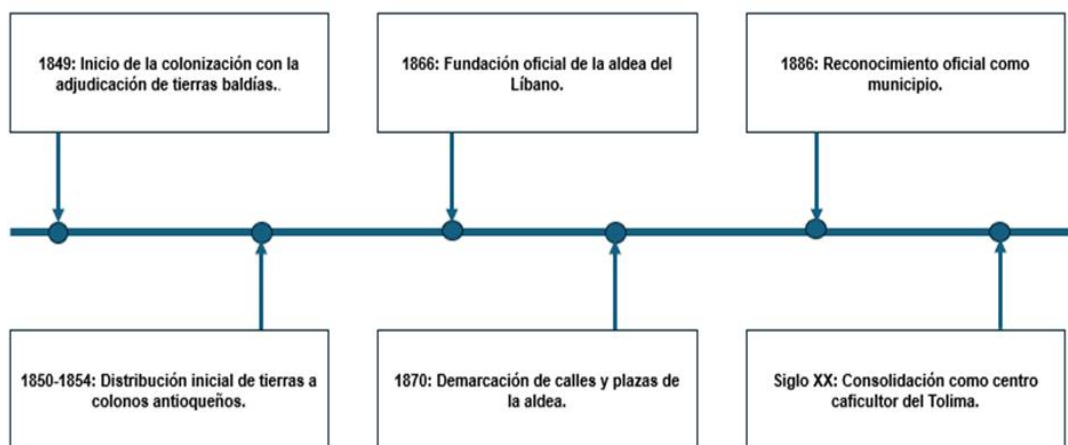 1849: Inicio de la colonización con la
adjudicación de tierras baldías..
1866: Fundación oficial de la aldea del
Líbano.
1886: Reconocimiento oficial como
municipio.
1850-1854: Distribución inicial de tierras a
colonos antioqueños.
1870: Demarcación de calles y plazas de
la aldea.
Siglo XX: Consolidación como centro
caficultor del Tolima.